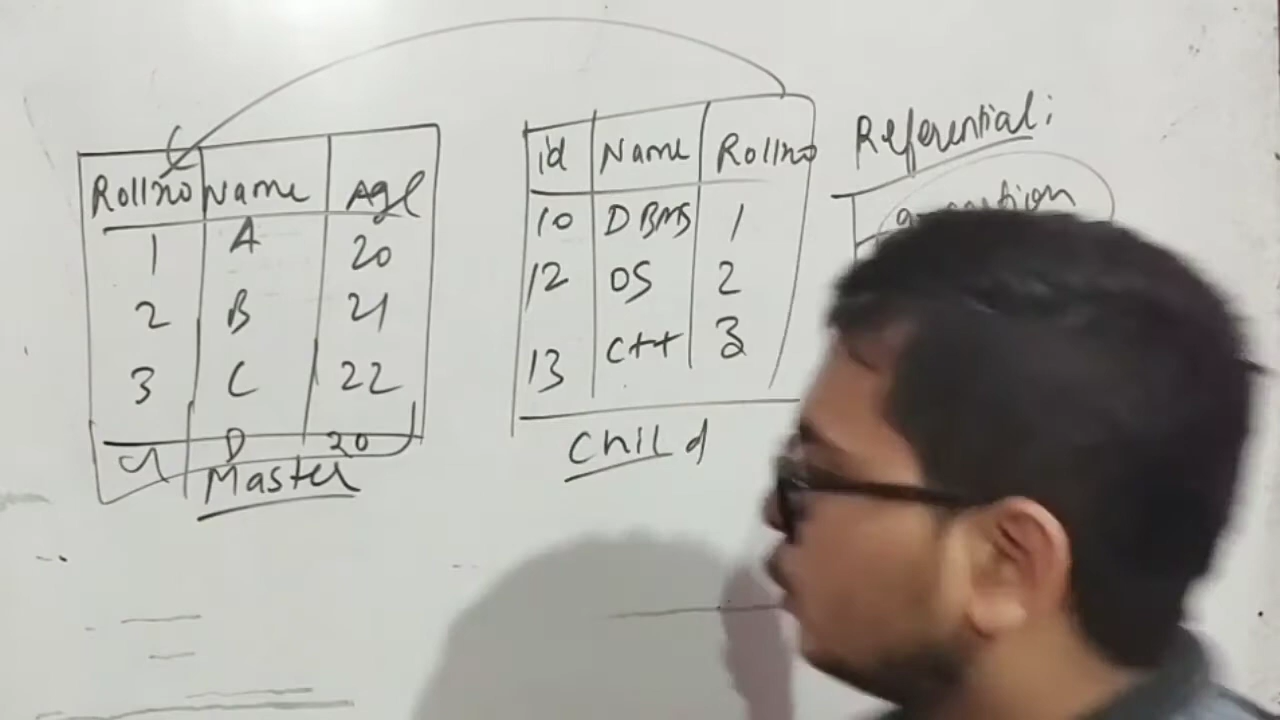 Rollno Name Age
1 A 20
2 B 21
3 C 22
D 20
Master
id Name Rollno
10 DBMS 1
12 OS 2
13 C++ 3
Child
Referential: